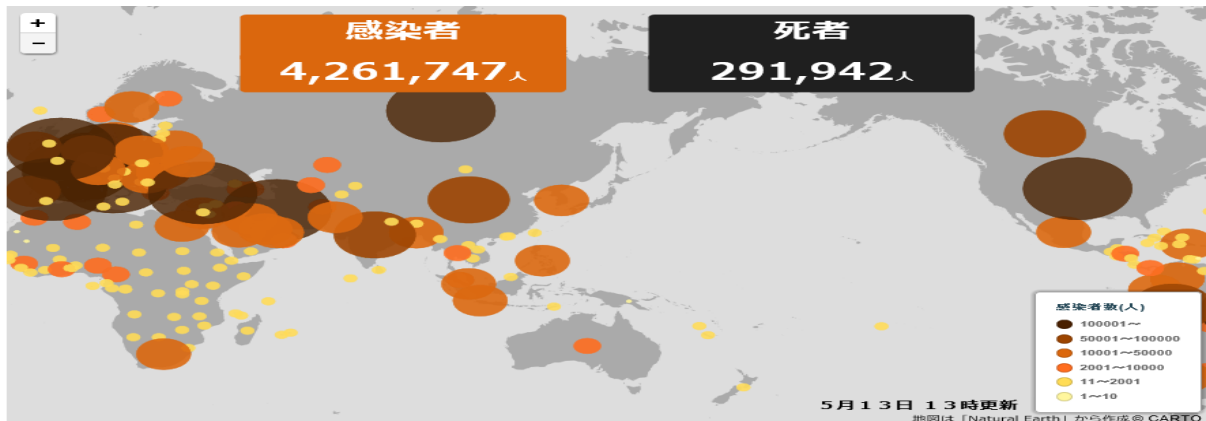 +
−
感染者
4,261,747人
死者
291,942人
感染者数(人)
100001〜
50001〜100000
10001〜50000
2001〜10000
11〜2001
1〜10
5月13日 13時更新
地図は「Natural Earth」から作成© CARTO